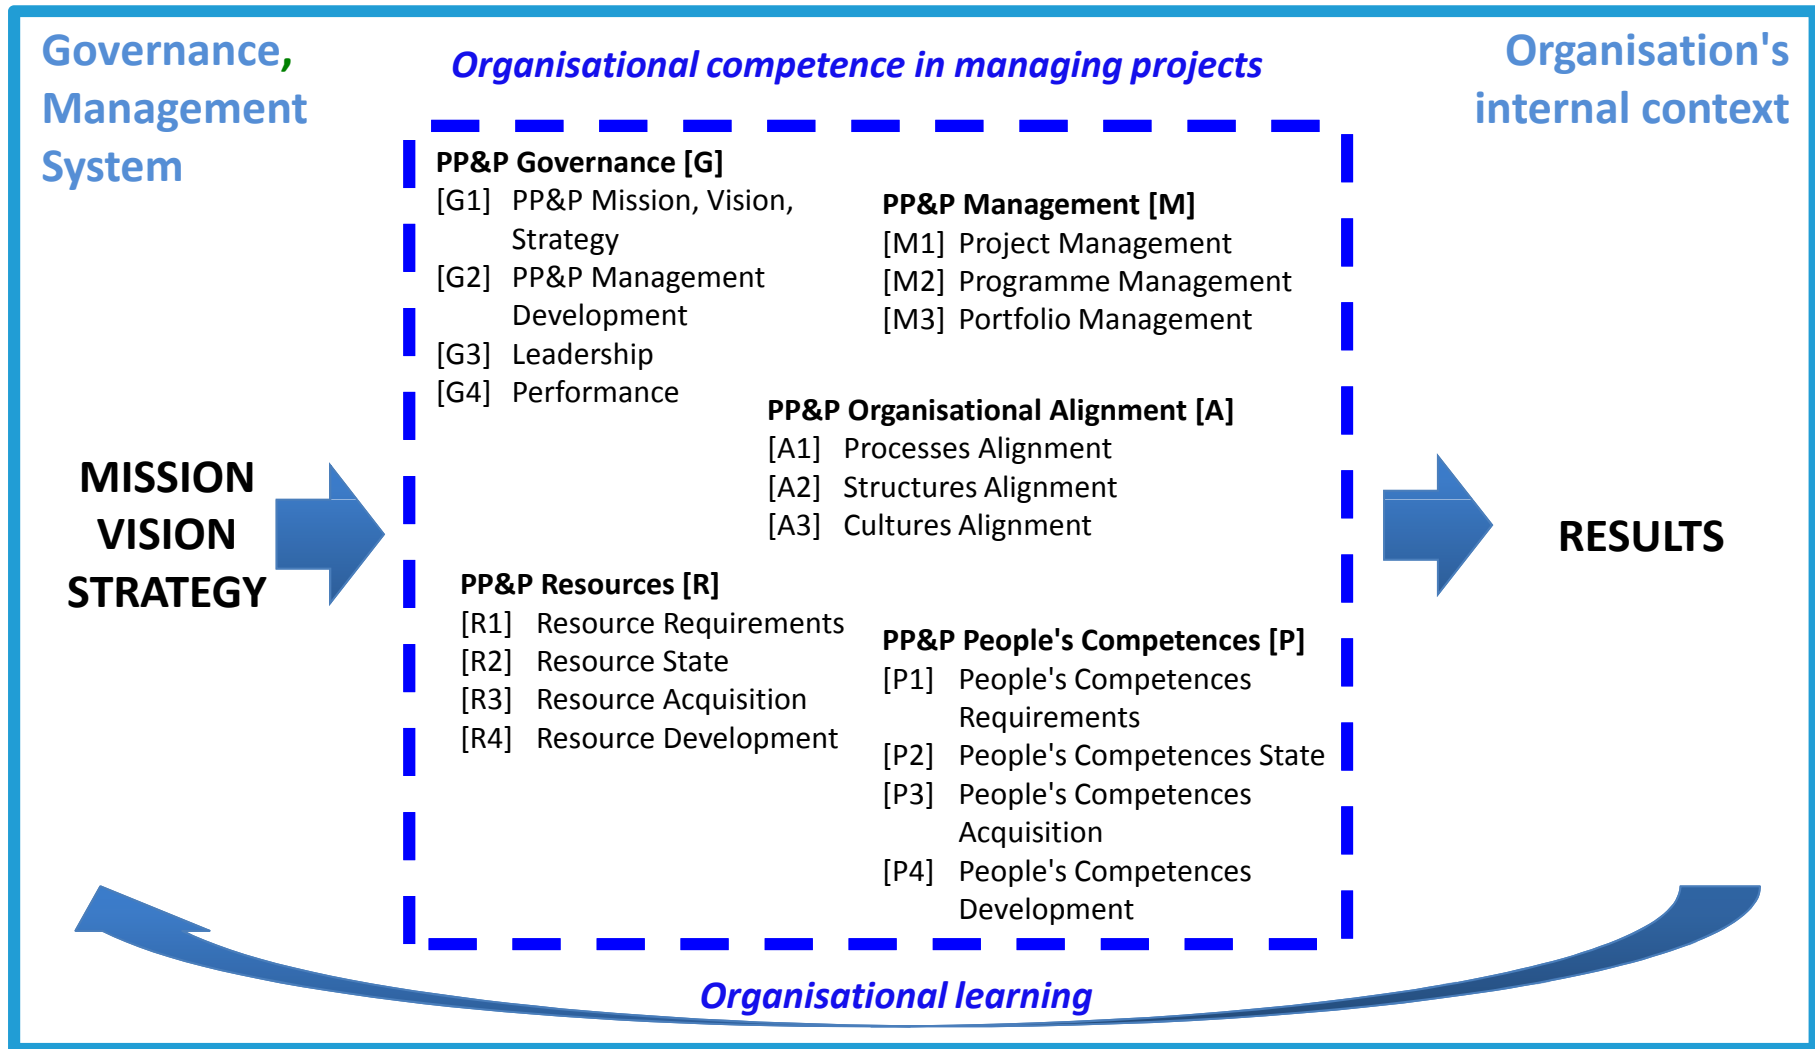 Governance,
Management
System
Organisational competence in managing projects
Organisation's
internal context
PP&P Governance [G]
[G1] PP&P Mission, Vision,
Strategy
[G2] PP&P Management
Development
[G3] Leadership
[G4] Performance
PP&P Management [M]
[M1] Project Management
[M2] Programme Management
[M3] Portfolio Management
PP&P Organisational Alignment [A]
[A1] Processes Alignment
[A2] Structures Alignment
[A3] Cultures Alignment
MISSION
VISION
STRATEGY
RESULTS
PP&P Resources [R]
[R1] Resource Requirements
[R2] Resource State
[R3] Resource Acquisition
[R4] Resource Development
PP&P People's Competences [P]
[P1] People's Competences
Requirements
[P2] People's Competences State
[P3] People's Competences
Acquisition
[P4] People's Competences
Development
Organisational learning